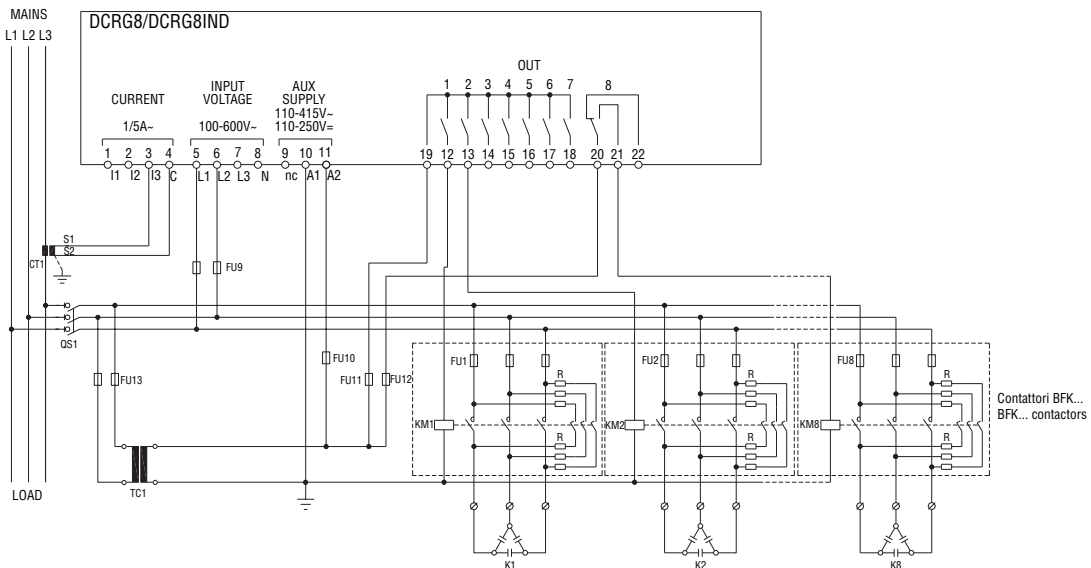 MAINS
L1 L2 L3
DCRG8/DCRG8IND
OUT
1 2 3 4 5 6 7 8
CURRENT
1/5A~
INPUT
VOLTAGE
100-600V~
AUX
SUPPLY
110-415V~
110-250V=
1 2 3 4 5 6 7 8 9 10 11 19 12 13 14 15 16 17 18 20 21 22
I1 I2 I3 C L1 L2 L3 N nc A1 A2
S1
S2
CT1
FU9
QS1
FU13
FU10
FU11
FU12
FU1
R
FU2
R
FU8
R
Contattori BFK...
BFK... contactors
KM1
KM2
KM8
R
R
R
LOAD
TC1
K1
K2
K8